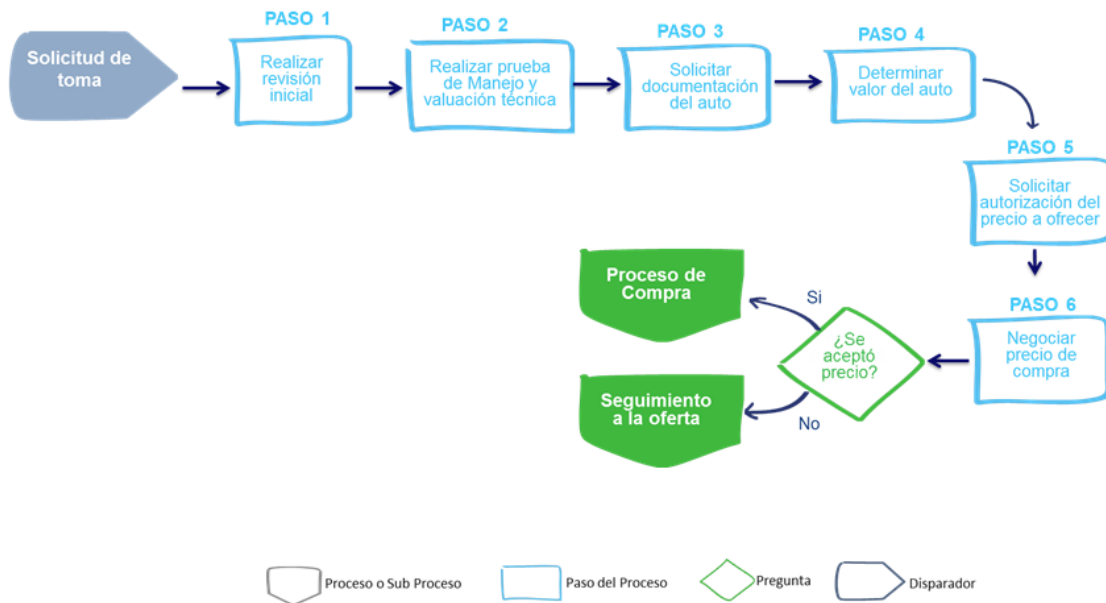 Solicitud de
toma
PASO 1
Realizar
revisión
inicial
PASO 2
Realizar prueba
de Manejo y
valuación técnica
PASO 3
Solicitar
documentación
del auto
PASO 4
Determinar
valor del auto
PASO 5
Solicitar
autorización del
precio a ofrecer
PASO 6
Negociar
precio de
compra
¿Se
aceptó
precio?
Si
Proceso de
Compra
No
Seguimiento
a la oferta
Proceso o Sub Proceso
Paso del Proceso
Pregunta
Disparador